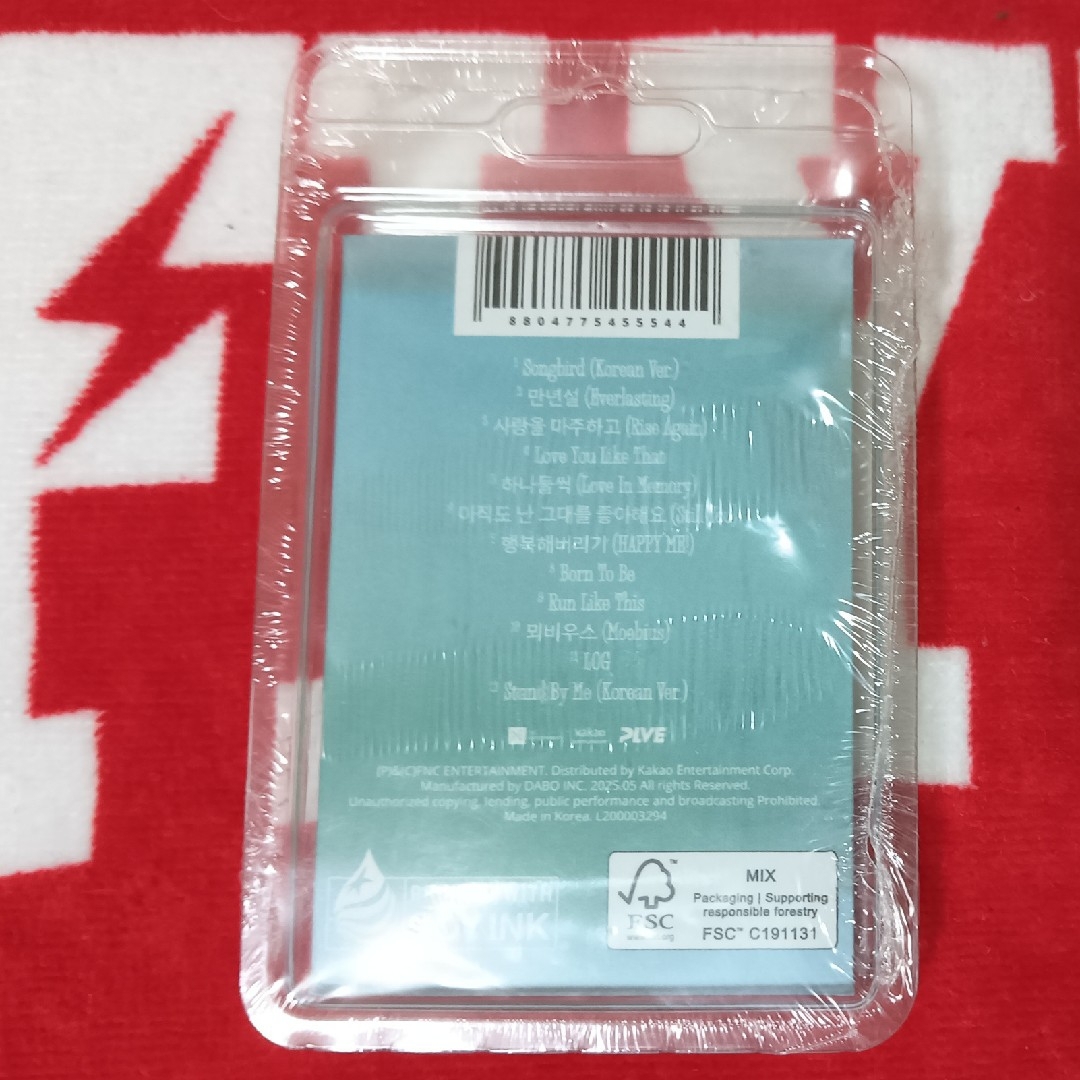 8804775455544
1 Songbird (Korean Ver.)
2 만년설 (Everlasting)
3 사랑을 마주하고 (Rise Again)
4 Love You Like That
5 하나둘씩 (Love In Memory)
6 아직도 난 그대를 좋아해요
7 행복해버리기 (HAPPY ME!)
8 Born To Be
9 Run Like This
10 뫼비우스 (Moebius)
11 LOG
12 Stand By Me (Korean Ver.)
kakao
DLVE
(P)&(C)FNC ENTERTAINMENT. Distributed by Kakao Entertainment Corp.
Manufactured by DABO INC. 2025.05 All rights Reserved.
Unauthorized copying, lending, public performance and broadcasting Prohibited.
Made in Korea. L200003294
PRINTED WITH
SOY INK
MIX
Packaging | Supporting
responsible forestry
FSC
FSC™ C191131